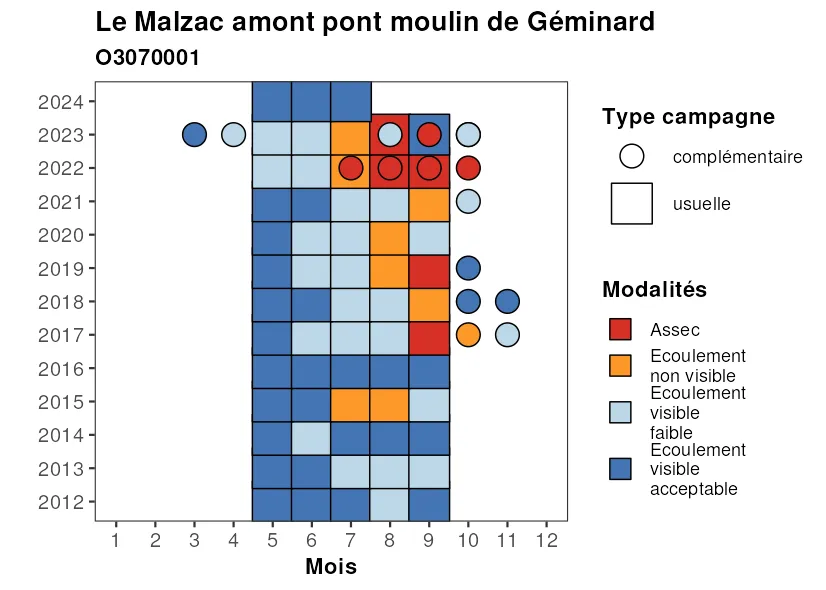 Le Malzac amont pont moulin de Géminard
O3070001
2024
2023
2022
2021
2020
2019
2018
2017
2016
2015
2014
2013
2012
1 2 3 4 5 6 7 8 9 10 11 12
Mois
Type campagne
complémentaire
usuelle
Modalités
Assec
Ecoulement
non visible
Ecoulement
visible
faible
Ecoulement
visible
acceptable